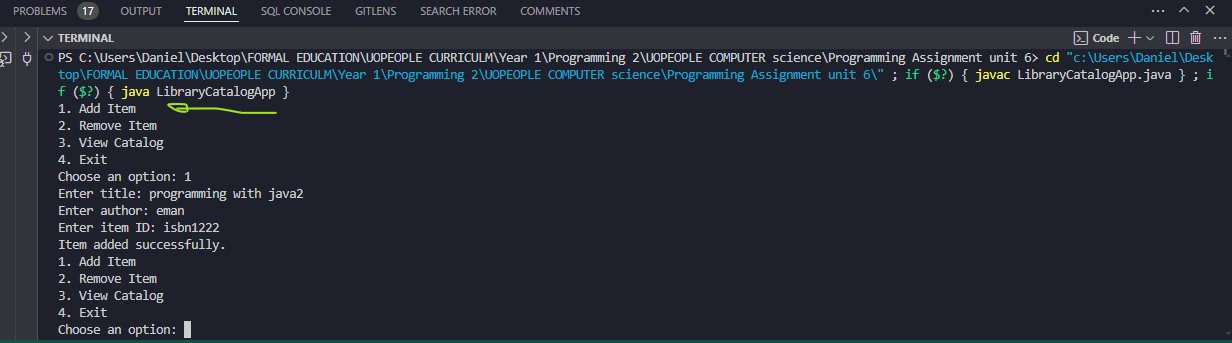 PROBLEMS 17 OUTPUT TERMINAL SQL CONSOLE GITLENS SEARCH ERROR COMMENTS
TERMINAL Code
PS C:\Users\Daniel\Desktop\FORMAL EDUCATION\UOPEOPLE CURRICULM\Year 1\Programming 2\UOPEOPLE COMPUTER science\Programming Assignment unit 6> cd "c:\Users\Daniel\Desk
top\FORMAL EDUCATION\UOPEOPLE CURRICULM\Year 1\Programming 2\UOPEOPLE COMPUTER science\Programming Assignment unit 6\" ; if ($?) { javac LibraryCatalogApp.java } ; i
f ($?) { java LibraryCatalogApp }
1. Add Item
2. Remove Item
3. View Catalog
4. Exit
Choose an option: 1
Enter title: programming with java2
Enter author: eman
Enter item ID: isbn1222
Item added successfully.
1. Add Item
2. Remove Item
3. View Catalog
4. Exit
Choose an option: